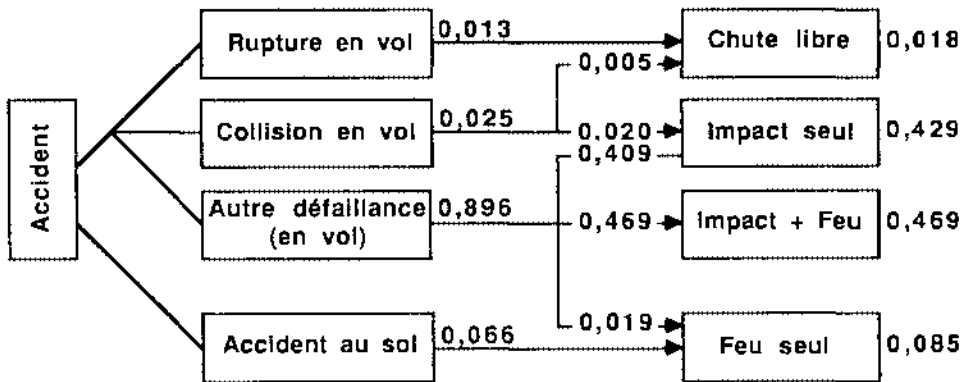 Accident
Rupture en vol
0,013
Chute libre
0,018
0,005
Collision en vol
0,025
0,020
Impact seul
0,429
0,409
Autre défaillance
(en vol)
0,896
0,469
Impact + Feu
0,469
0,019
Accident au sol
0,066
Feu seul
0,085